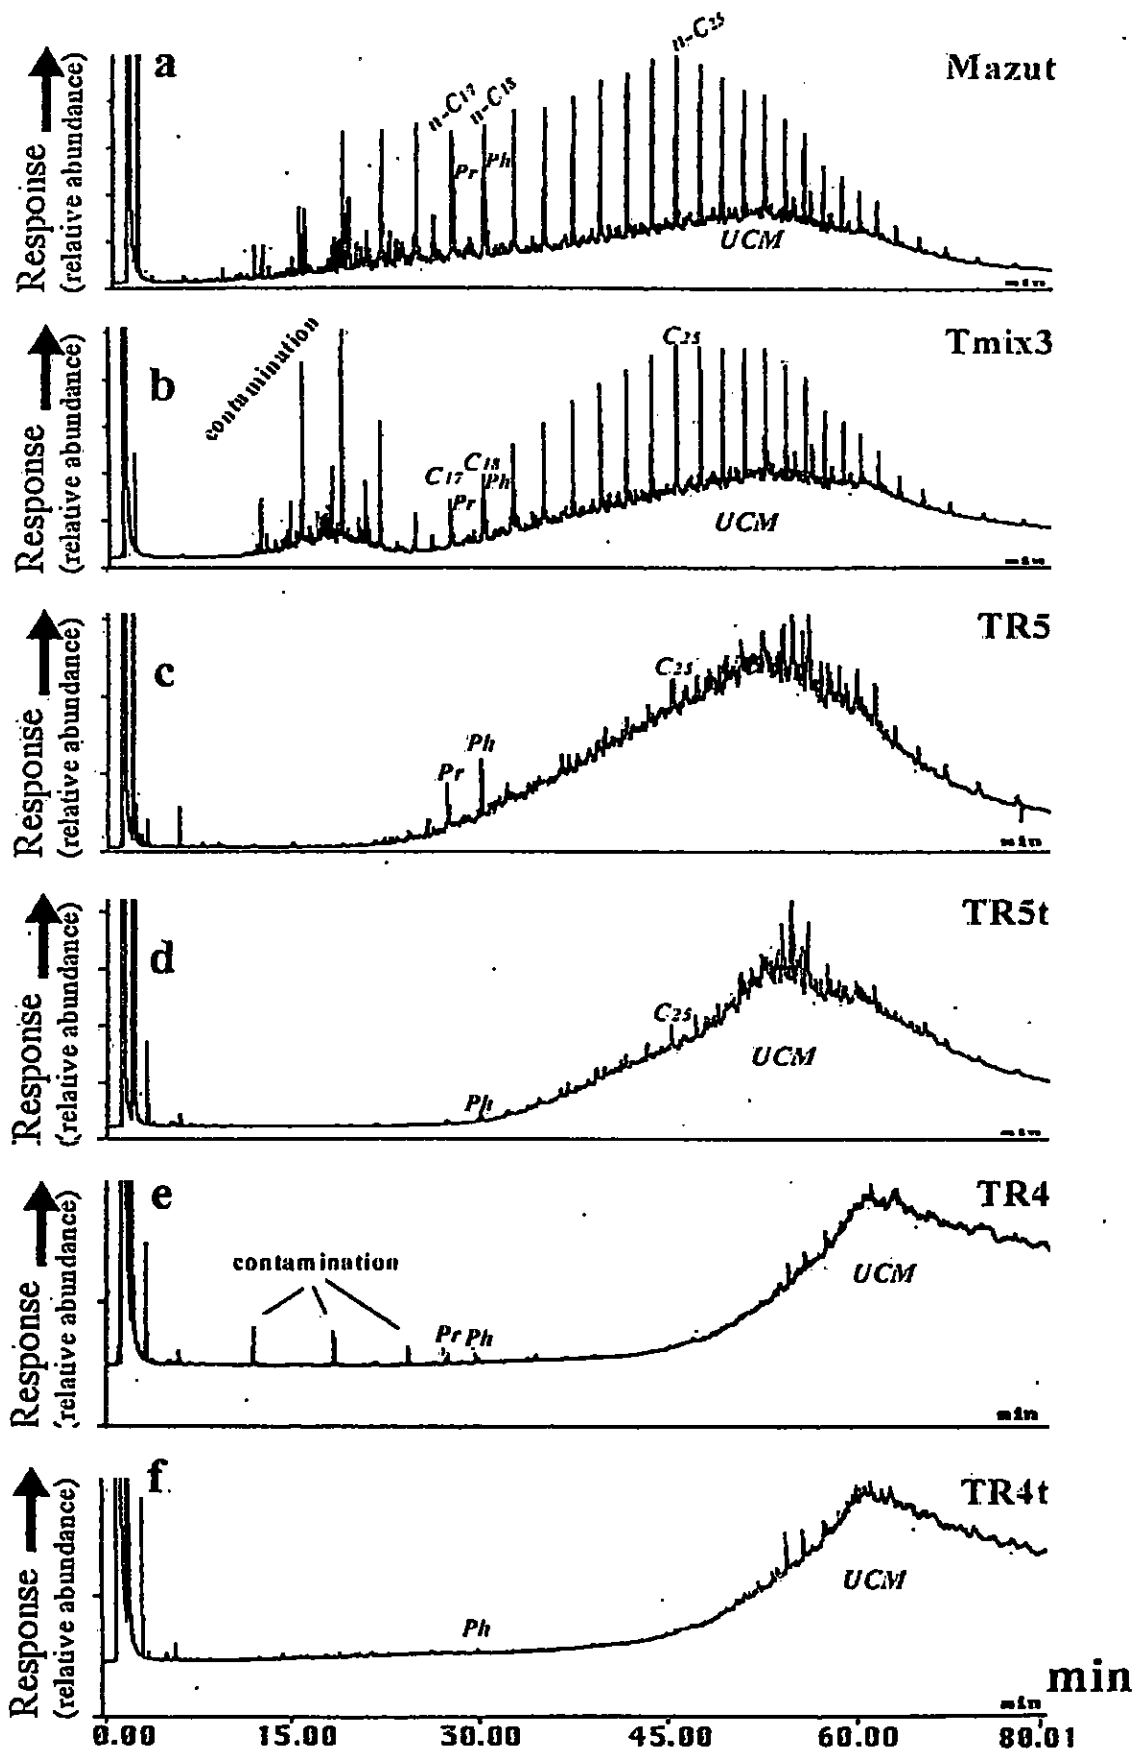 a
Mazut
Response
(relative abundance)
n-C17
n-C18
n-C25
Pr
Ph
UCM
min
b
Tmix3
Response
(relative abundance)
contamination
C17
C18
C25
Pr
Ph
UCM
min
c
TR5
Response
(relative abundance)
Pr
Ph
C25
min
d
TR5t
Response
(relative abundance)
Ph
C25
UCM
min
e
TR4
Response
(relative abundance)
contamination
Pr Ph
UCM
min
f
TR4t
Response
(relative abundance)
Ph
UCM
min
min
0.00 15.00 30.00 45.00 60.00 80.01